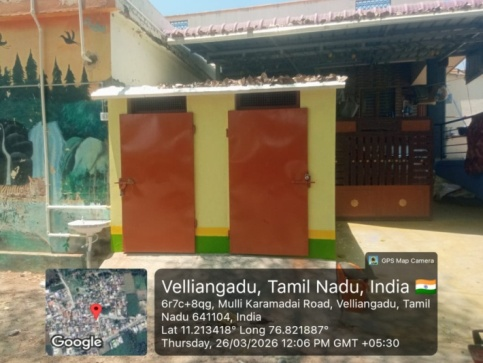 GPS Map Camera
Velliangadu, Tamil Nadu, India
6r7c+8qg, Mulli Karamadai Road, Velliangadu, Tamil
Nadu 641104, India
Lat 11.213418° Long 76.821887°
Thursday, 26/03/2026 12:06 PM GMT +05:30
Google